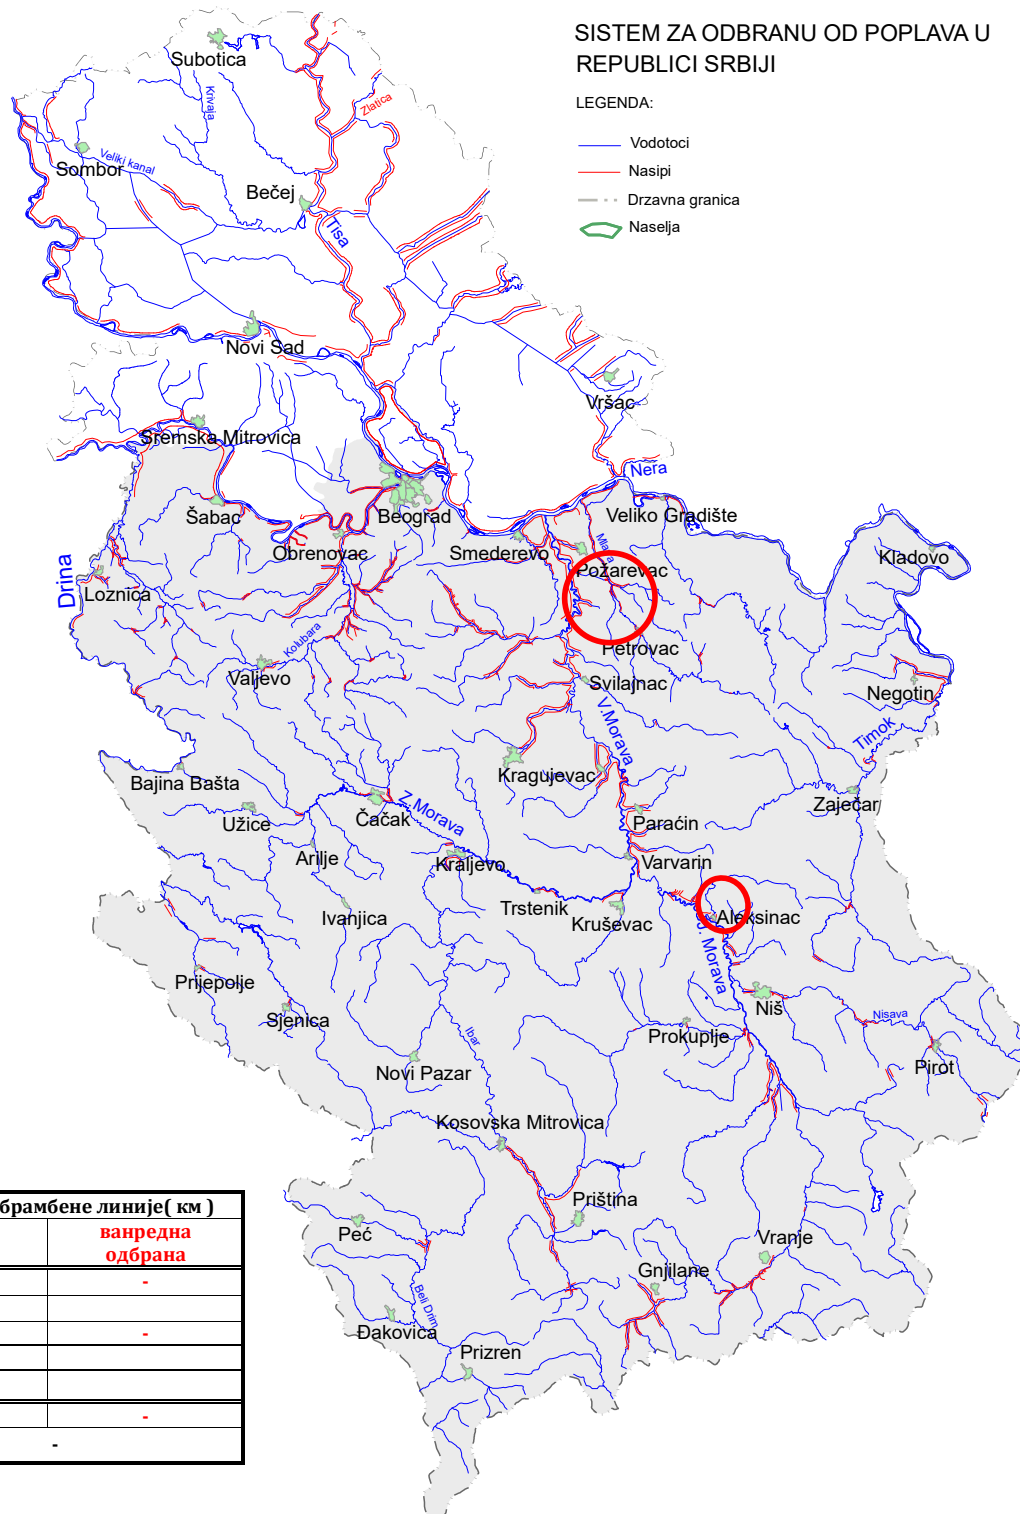 SISTEM ZA ODBRANU OD POPLAVA U
REPUBLICI SRBIJI
LEGENDA:
Vodotoci
Nasipi
Drzavna granica
Naselja
Subotica
Krivaja
Zlatica
Sombor
Veliki kanal
Bečej
Tisa
Novi Sad
Vršac
Sremska Mitrovica
Nera
Šabac
Beograd
Veliko Gradište
Obrenovac
Smederevo
Kladovo
Drina
Loznica
Požarevac
Kolubara
Petrovac
Valjevo
Svilajnac
Negotin
V.Morava
Timok
Kragujevac
Bajina Bašta
Z.Morava
Zaječar
Užice
Čačak
Paraćin
Arilje
Kraljevo
Varvarin
Ivanjica
Trstenik
Kruševac
Aleksinac
J. Morava
Prijepolje
Niš
Sjenica
Ibar
Prokuplje
Nisava
Novi Pazar
Pirot
Kosovska Mitrovica
Priština
Peć
Vranje
Gnjilane
Beli Drim
Đakovica
Prizren
брамбене линије( км )
ванредна
одбрана
-
-
-
-